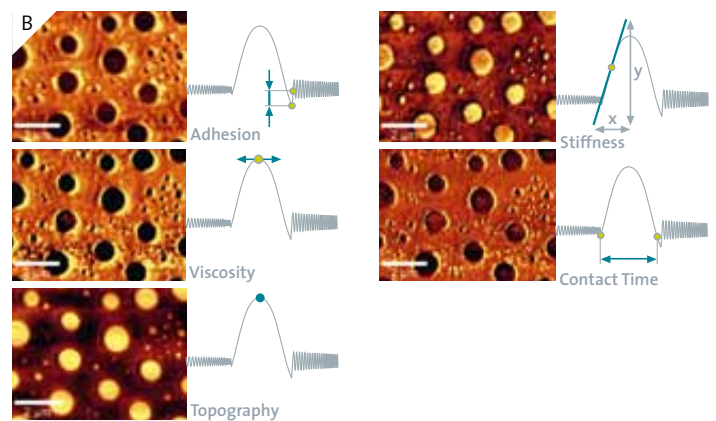 B
Adhesion
y
x
Stiffness
Viscosity
Contact Time
Topography